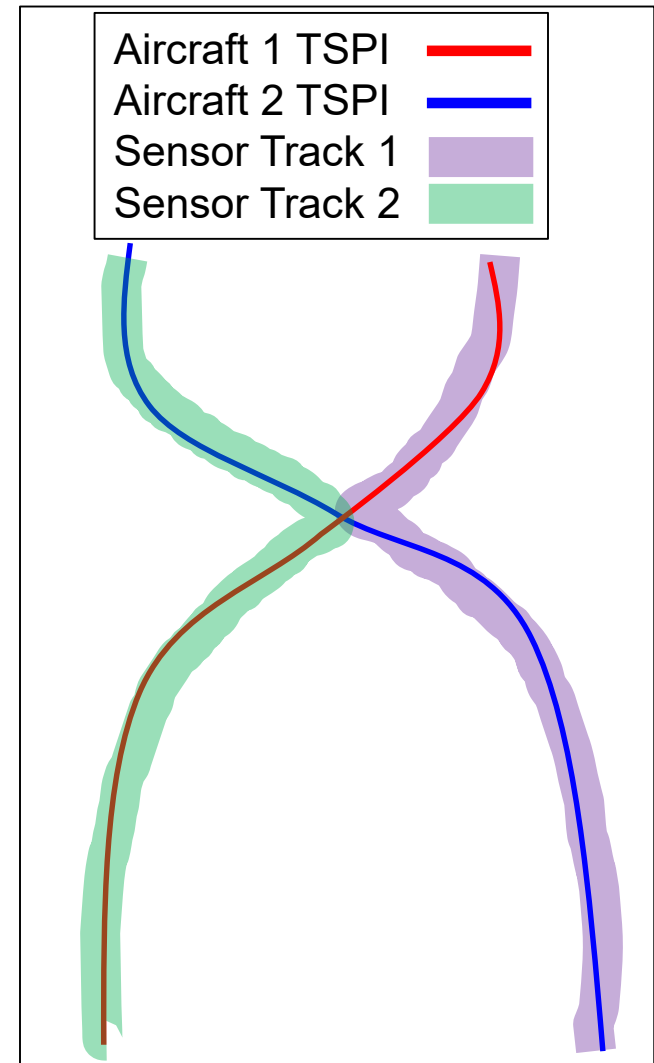 Aircraft 1 TSPI
Aircraft 2 TSPI
Sensor Track 1
Sensor Track 2